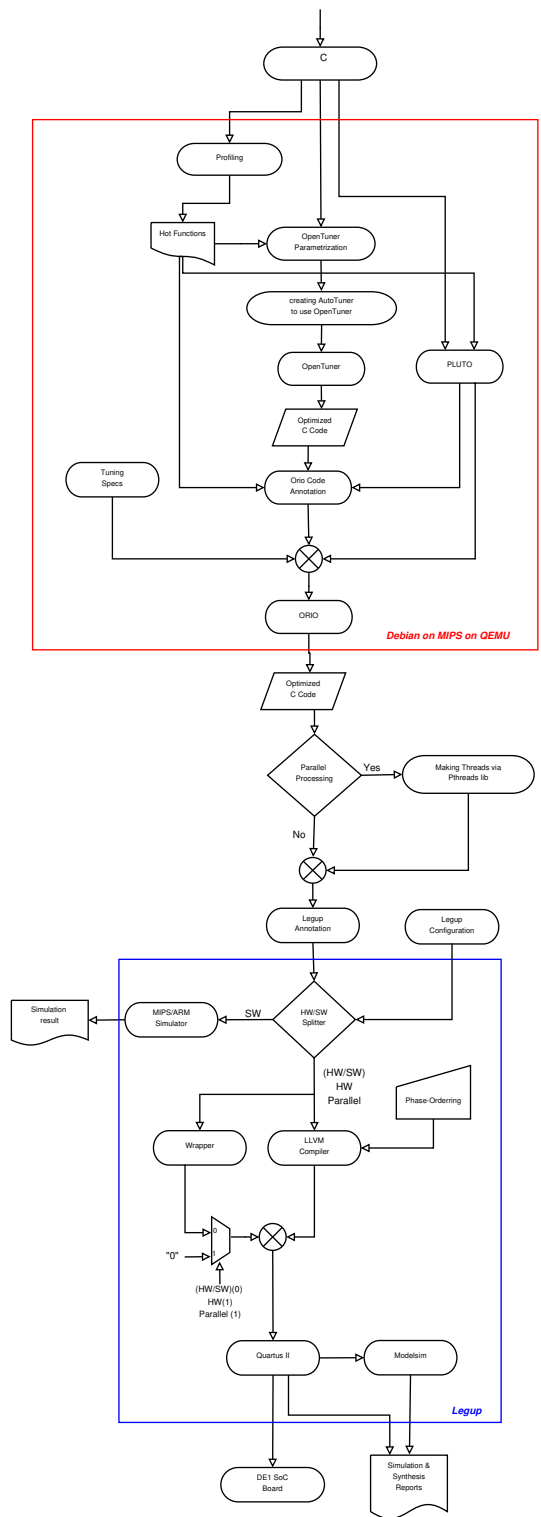 C
Profiling
Hot Functions
OpenTuner
Parametrization
creating AutoTuner
to use OpenTuner
OpenTuner
PLUTO
Optimized
C Code
Tuning
Specs
Orio Code
Annotation
ORIO
Debian on MIPS on QEMU
Optimized
C Code
Parallel
Processing
Yes
Making Threads via
Pthreads lib
No
Legup
Annotation
Legup
Configuration
Simulation
result
MIPS/ARM
Simulator
SW
HW/SW
Splitter
(HW/SW)
HW
Parallel
Phase-Orderring
Wrapper
LLVM
Compiler
0
"0"
1
(HW/SW)(0)
HW(1)
Parallel (1)
Quartus II
Modelsim
Legup
DE1 SoC
Board
Simulation &
Synthesis
Reports